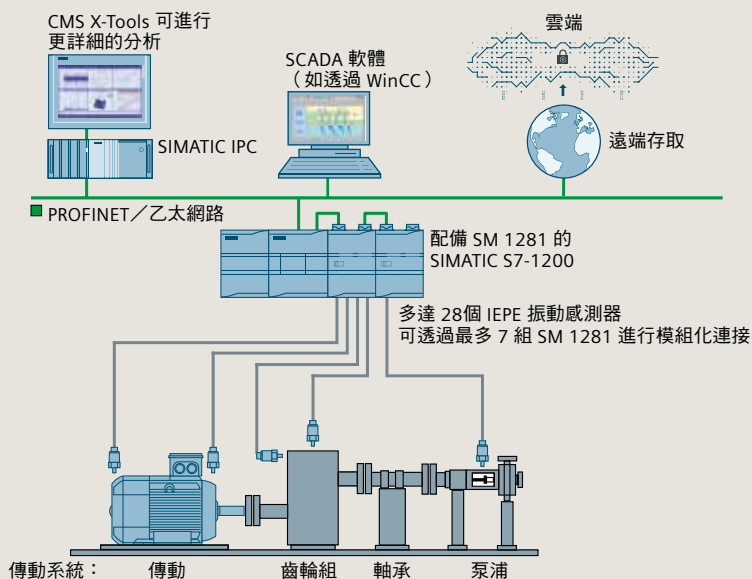 CMS X-Tools 可進行
更詳細的分析
SIMATIC IPC
SCADA 軟體
(如透過 WinCC)
雲端
遠端存取
PROFINET/乙太網路
配備 SM 1281 的
SIMATIC S7-1200
多達 28個 IEPE 振動感測器
可透過最多 7 組 SM 1281 進行模組化連接
傳動系統: 傳動 齒輪組 軸承 泵浦